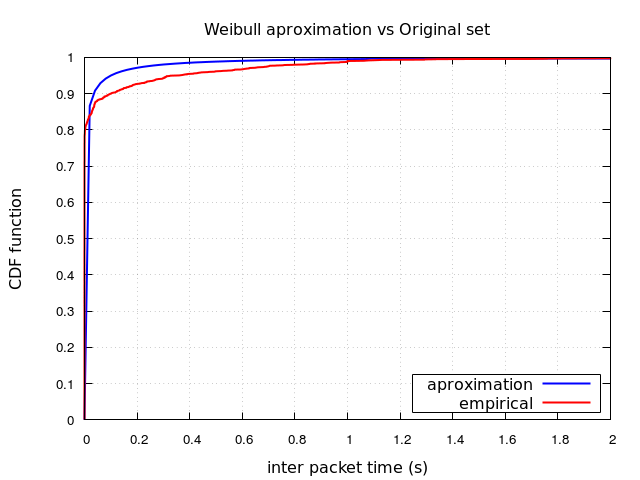 Weibull aproximation vs Original set
1
0.9
0.8
0.7
0.6
0.5
0.4
0.3
0.2
0.1
0
CDF function
aproximation
empirical
0 0.2 0.4 0.6 0.8 1 1.2 1.4 1.6 1.8 2
inter packet time (s)